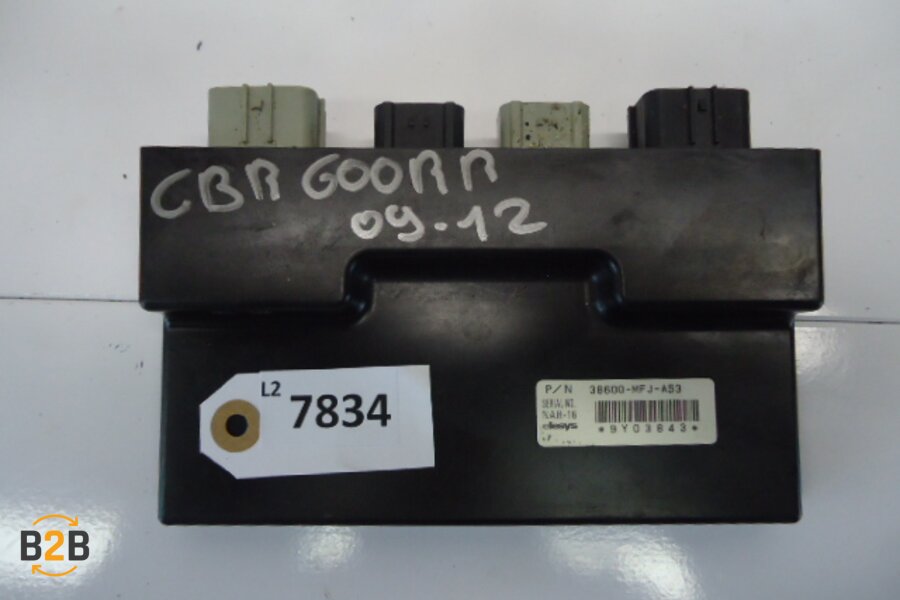 CBR 600RR
09-12
L2 7834
P/N 38600-MFJ-A53
SERIAL NO.
elesys
*9Y03843*
B2B